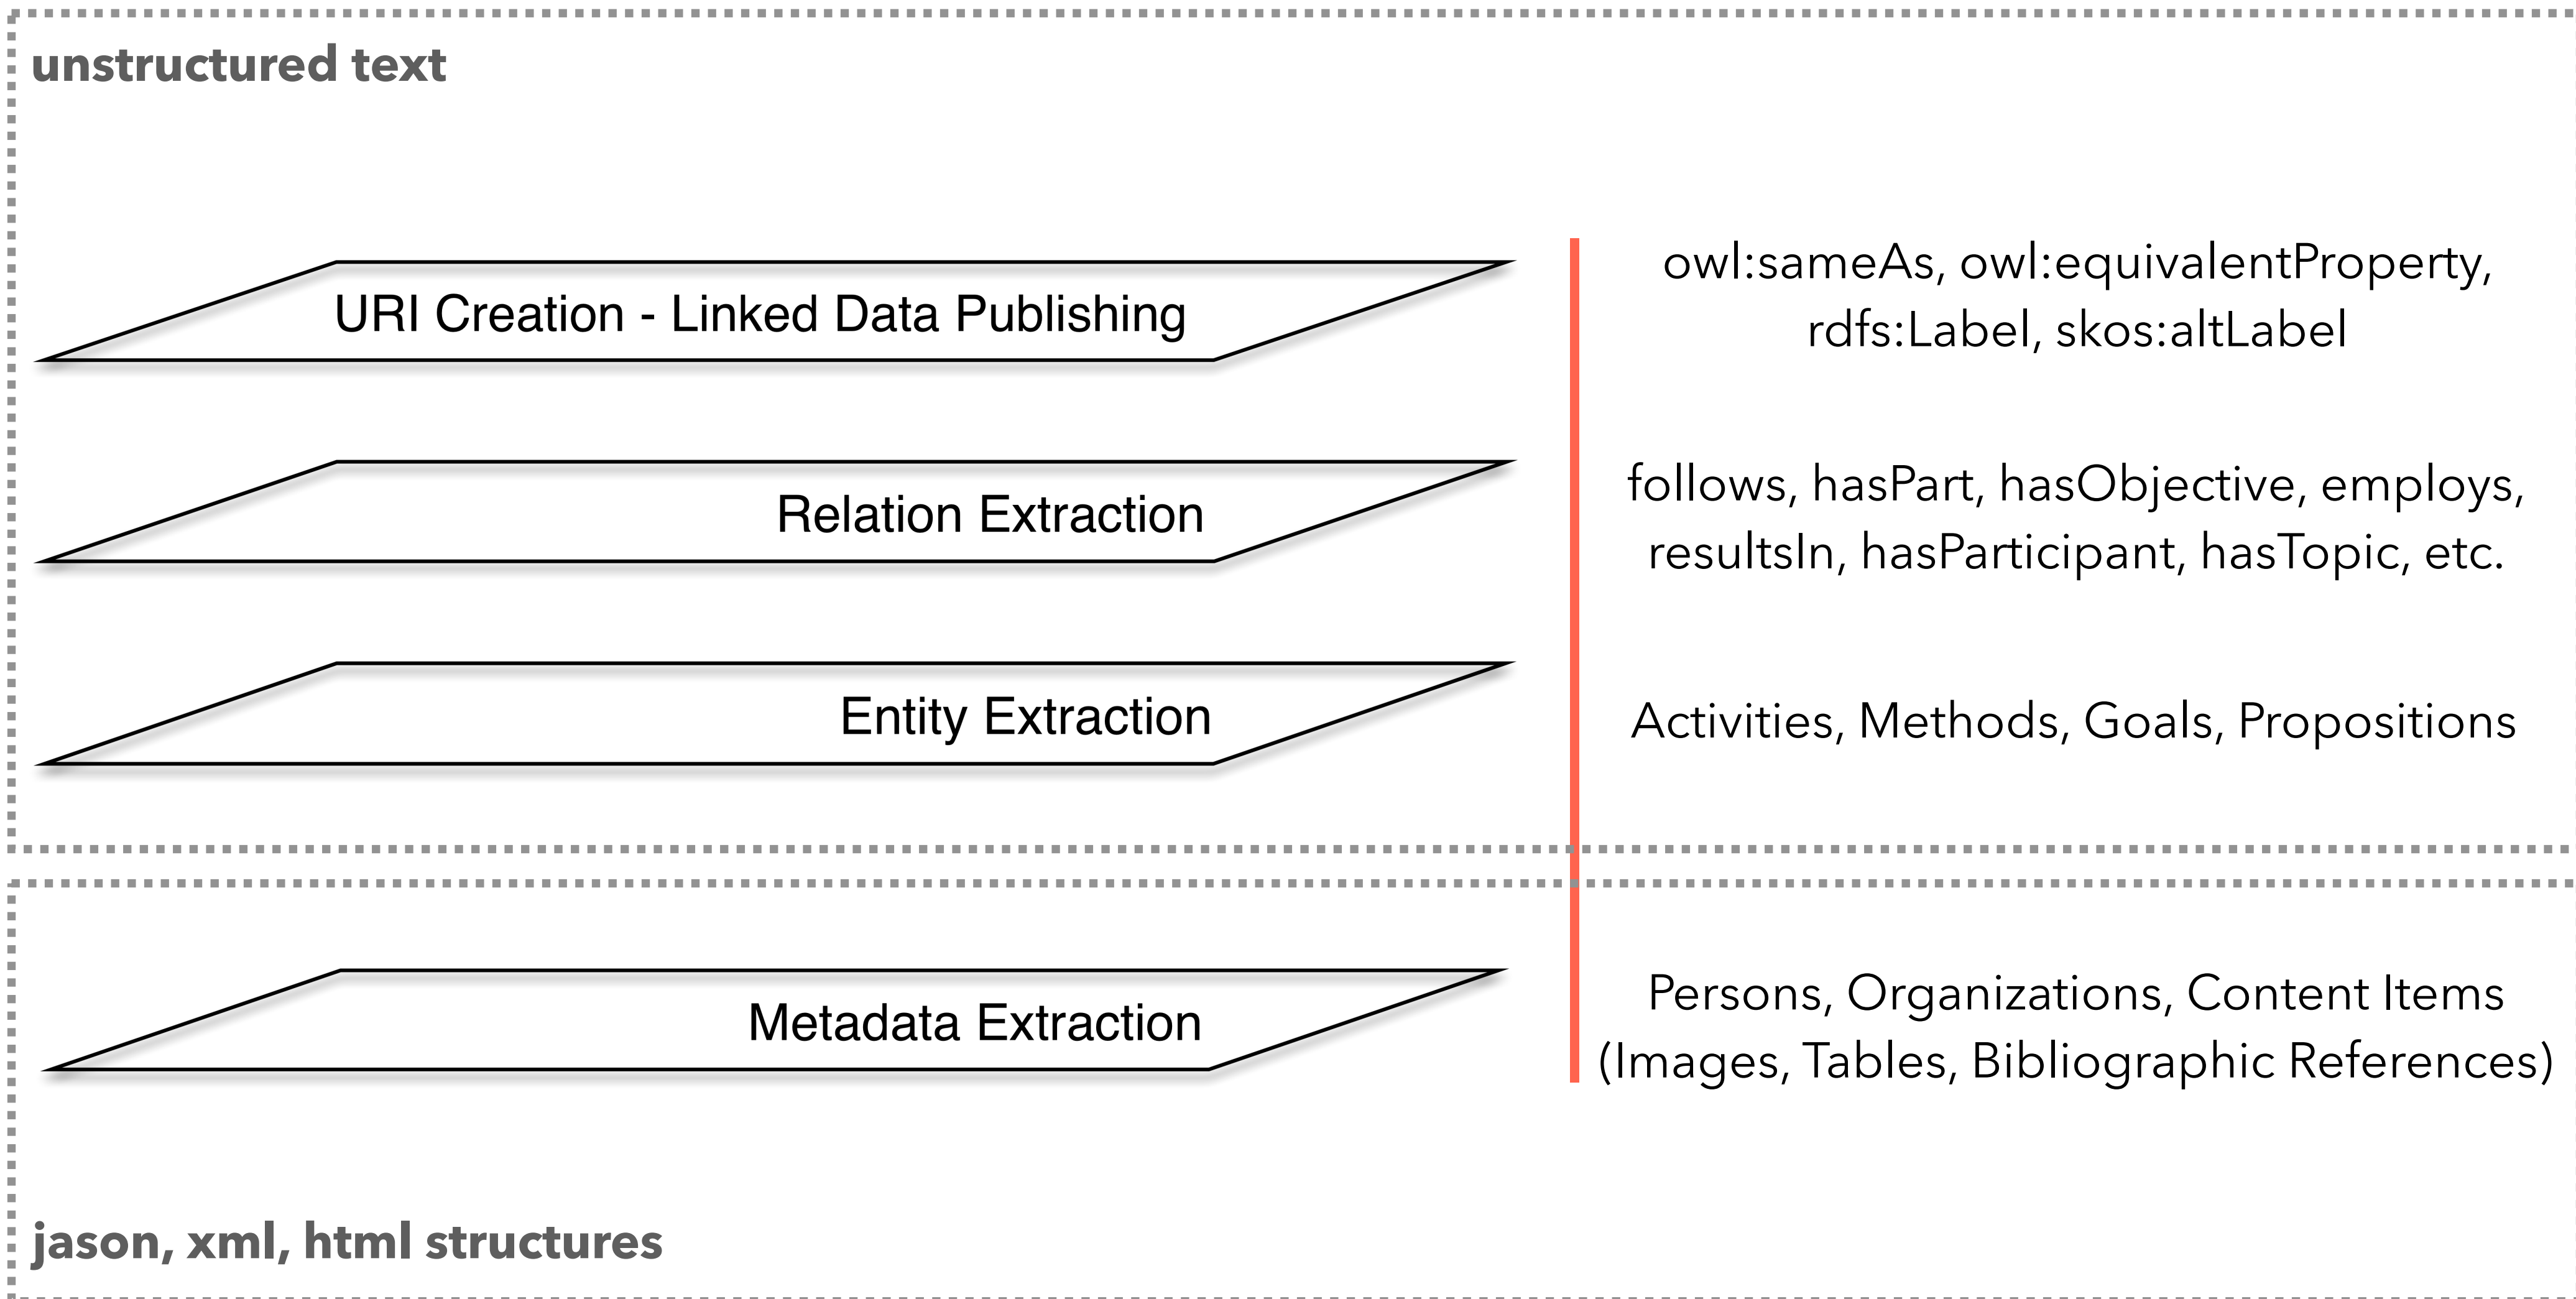 unstructured text
URI Creation - Linked Data Publishing
owl:sameAs, owl:equivalentProperty,
rdfs:Label, skos:altLabel
Relation Extraction
follows, hasPart, hasObjective, employs,
resultsIn, hasParticipant, hasTopic, etc.
Entity Extraction
Activities, Methods, Goals, Propositions
Metadata Extraction
Persons, Organizations, Content Items
(Images, Tables, Bibliographic References)
jason, xml, html structures